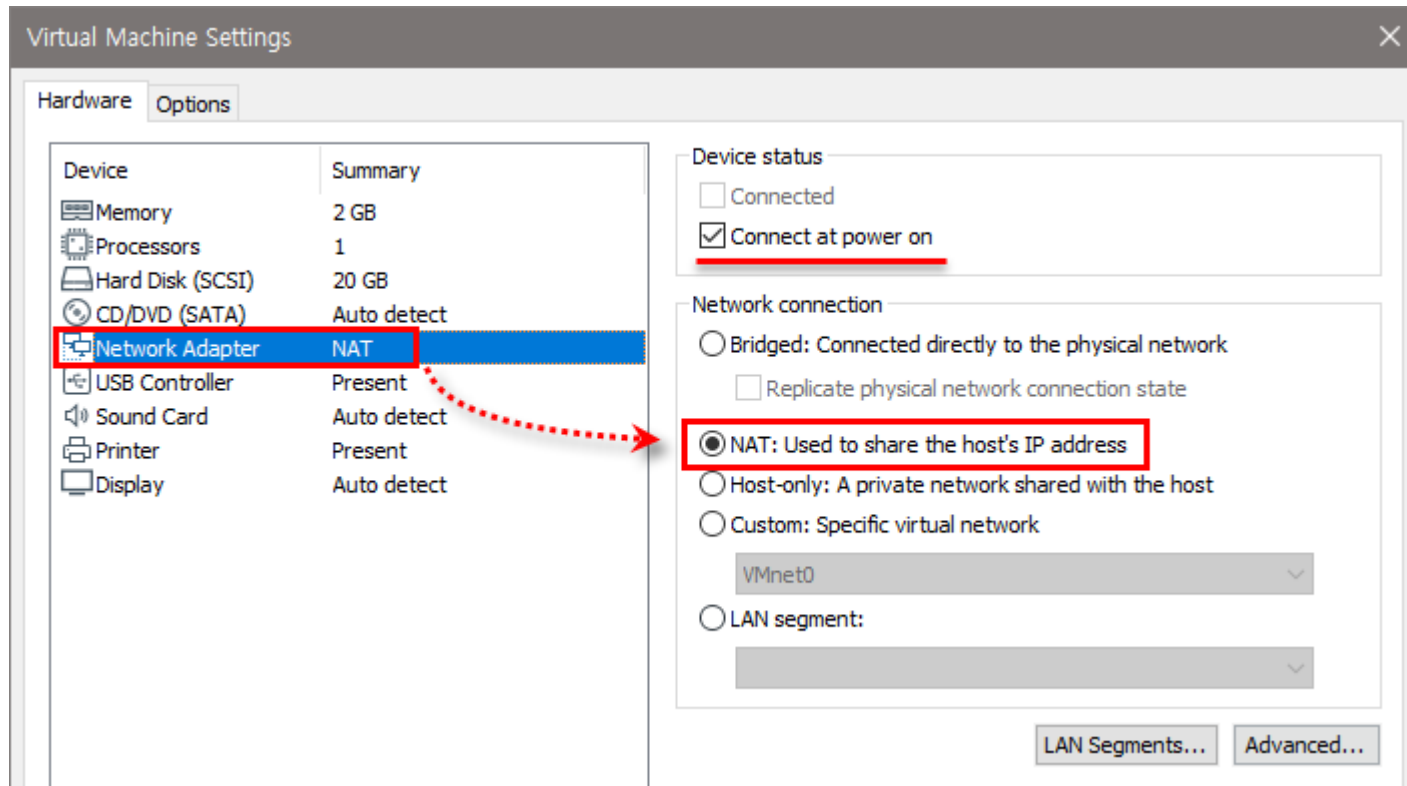 Virtual Machine Settings
Hardware Options
Device Summary
Memory 2 GB
Processors 1
Hard Disk (SCSI) 20 GB
CD/DVD (SATA) Auto detect
Network Adapter NAT
USB Controller Present
Sound Card Auto detect
Printer Present
Display Auto detect
Device status
Connected
Connect at power on
Network connection
Bridged: Connected directly to the physical network
Replicate physical network connection state
NAT: Used to share the host's IP address
Host-only: A private network shared with the host
Custom: Specific virtual network
VMnet0
LAN segment:
LAN Segments... Advanced...